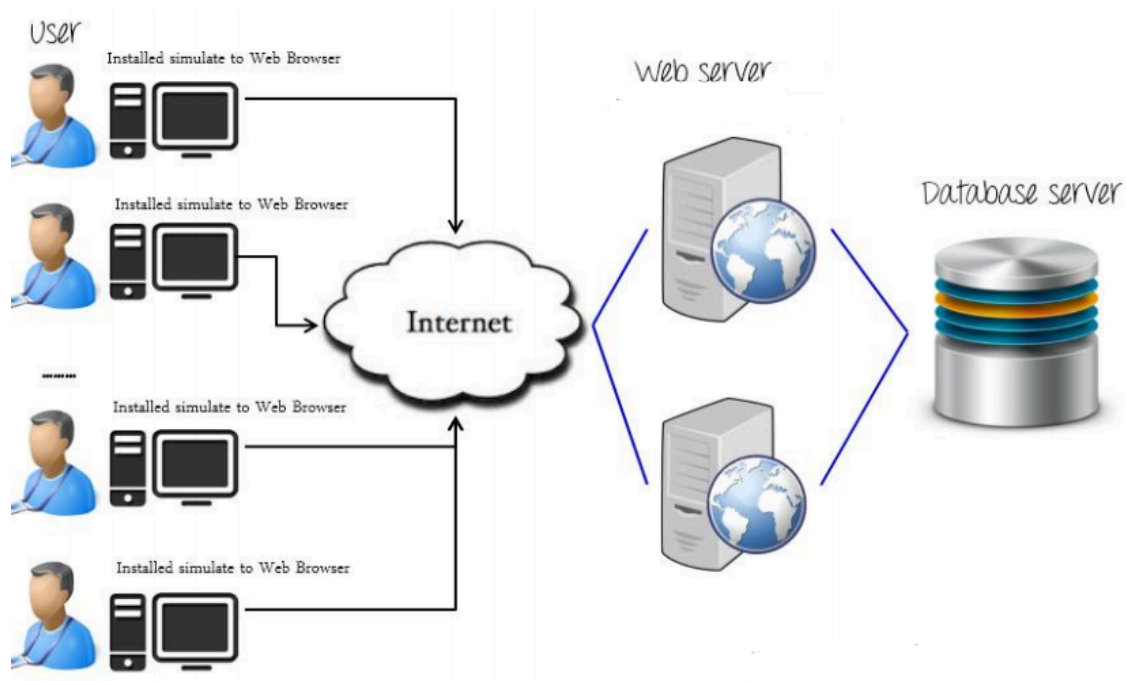 User
Installed simulate to Web Browser
Web server
Installed simulate to Web Browser
Database server
Internet
.........
Installed simulate to Web Browser
Installed simulate to Web Browser